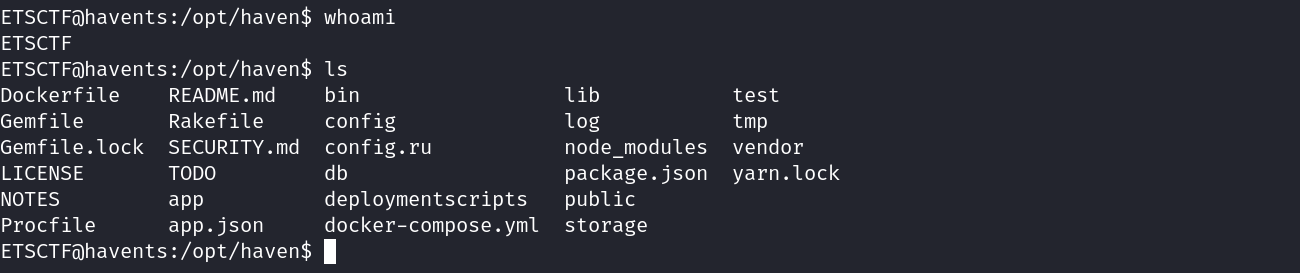 ETSCTF@havents:/opt/haven$ whoami
ETSCTF
ETSCTF@havents:/opt/haven$ ls
Dockerfile    README.md    bin                 lib           test
Gemfile       Rakefile     config              log           tmp
Gemfile.lock  SECURITY.md  config.ru           node_modules  vendor
LICENSE       TODO         db                  package.json  yarn.lock
NOTES         app          deploymentscripts   public
Procfile      app.json     docker-compose.yml  storage
ETSCTF@havents:/opt/haven$